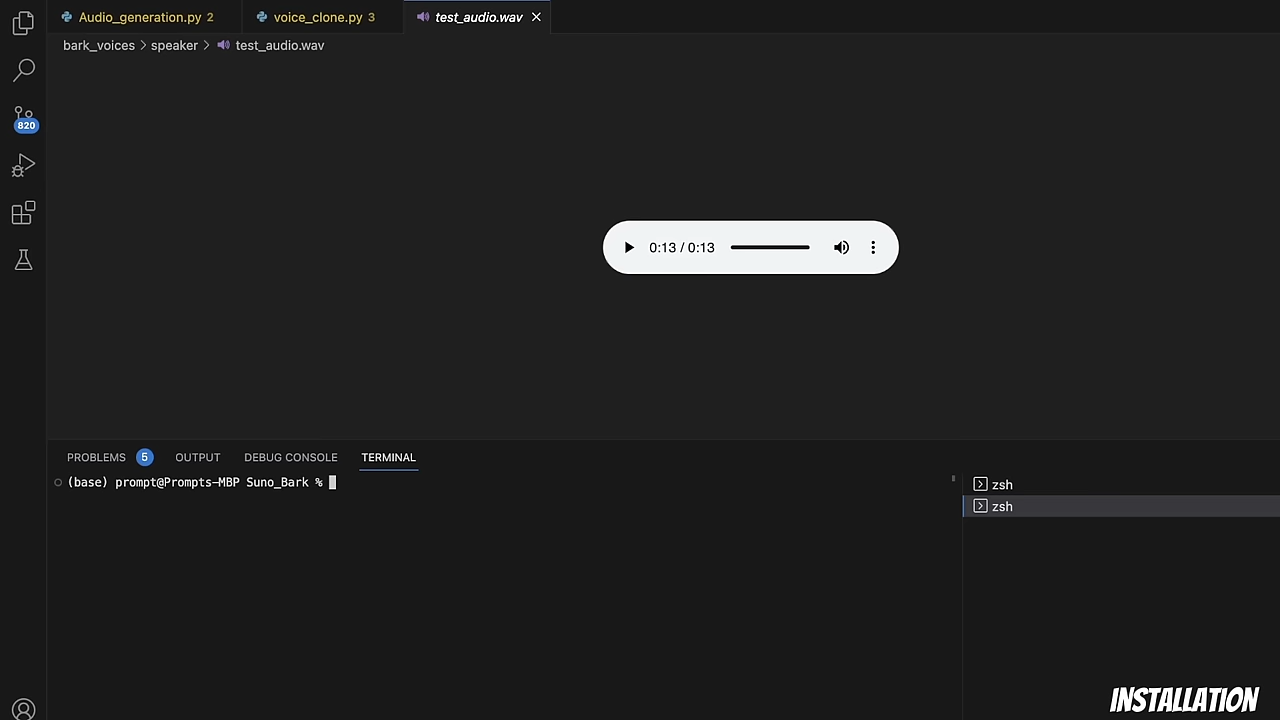 Audio_generation.py 2
voice_clone.py 3
test_audio.wav
820
bark_voices > speaker > test_audio.wav
0:13 / 0:13
PROBLEMS 5 OUTPUT DEBUG CONSOLE TERMINAL
(base) prompt@Prompts-MBP Suno_Bark %
zsh
zsh
INSTALLATION